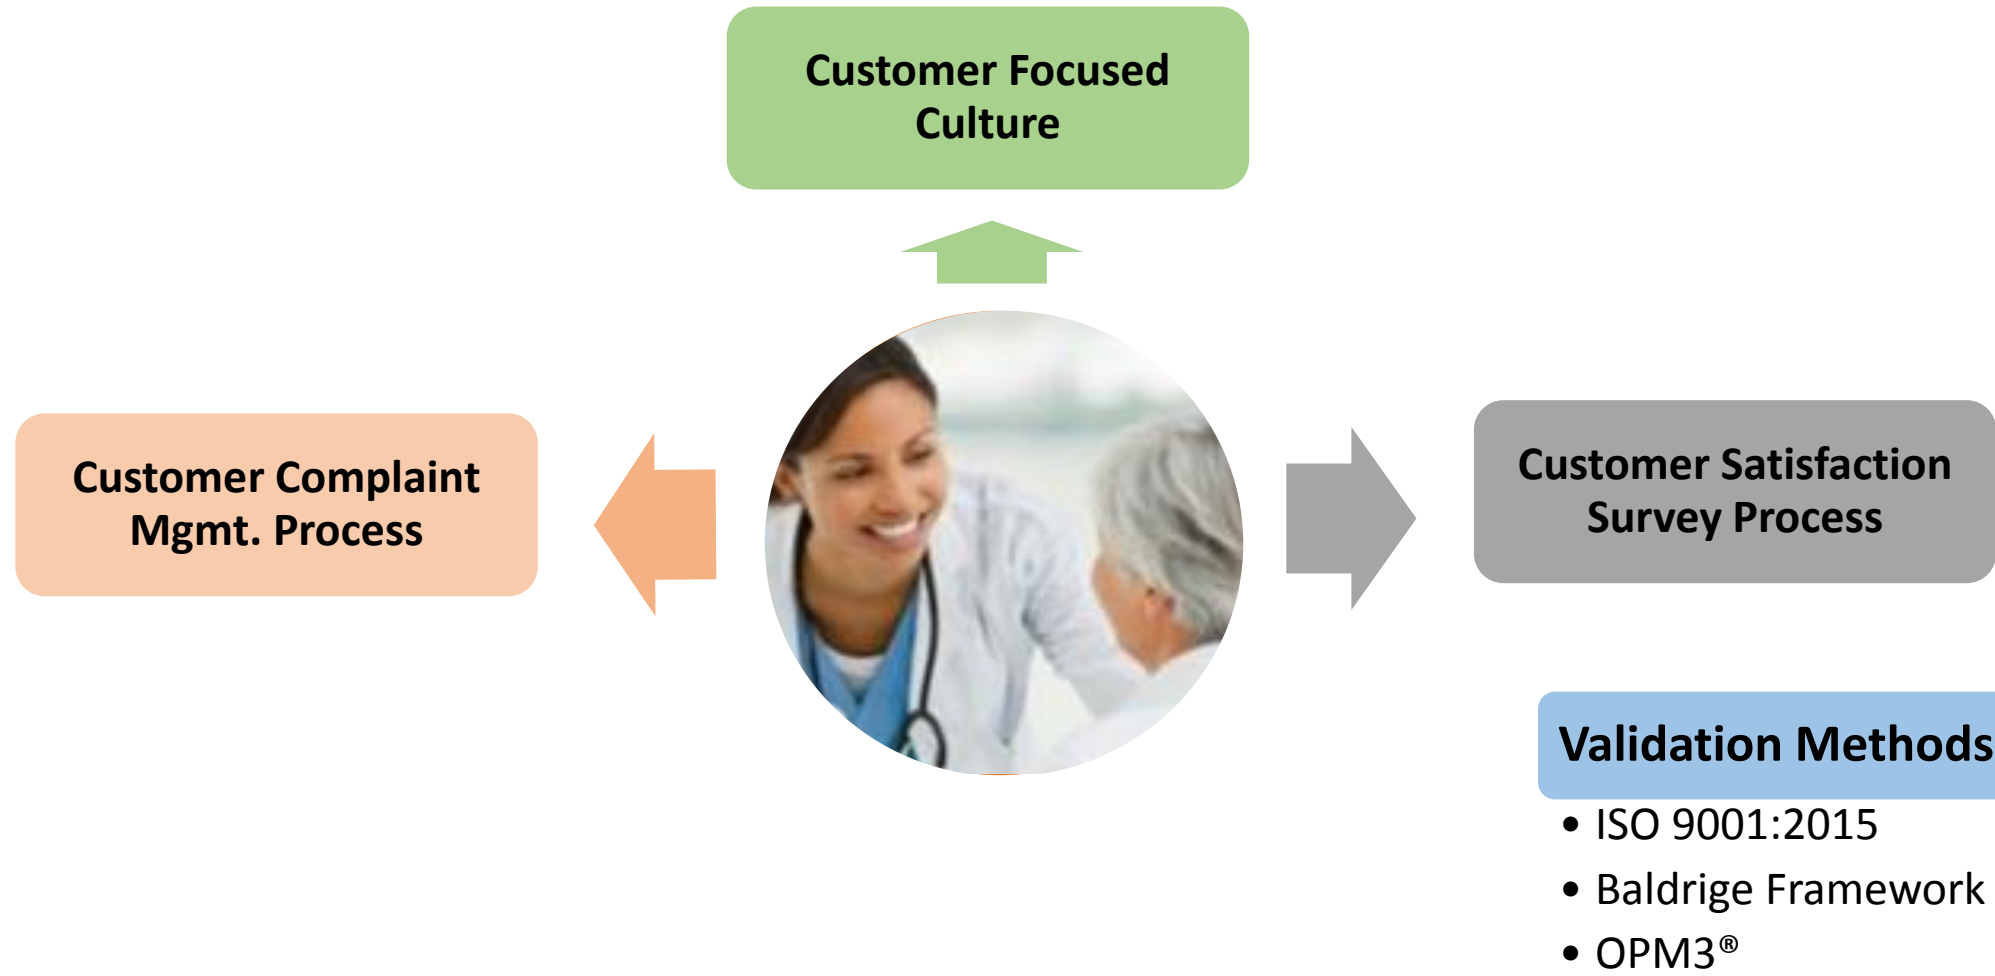 Customer Focused
Culture
Customer Complaint
Mgmt. Process
Customer Satisfaction
Survey Process
Validation Methods
• ISO 9001:2015
• Baldrige Framework
• OPM3®